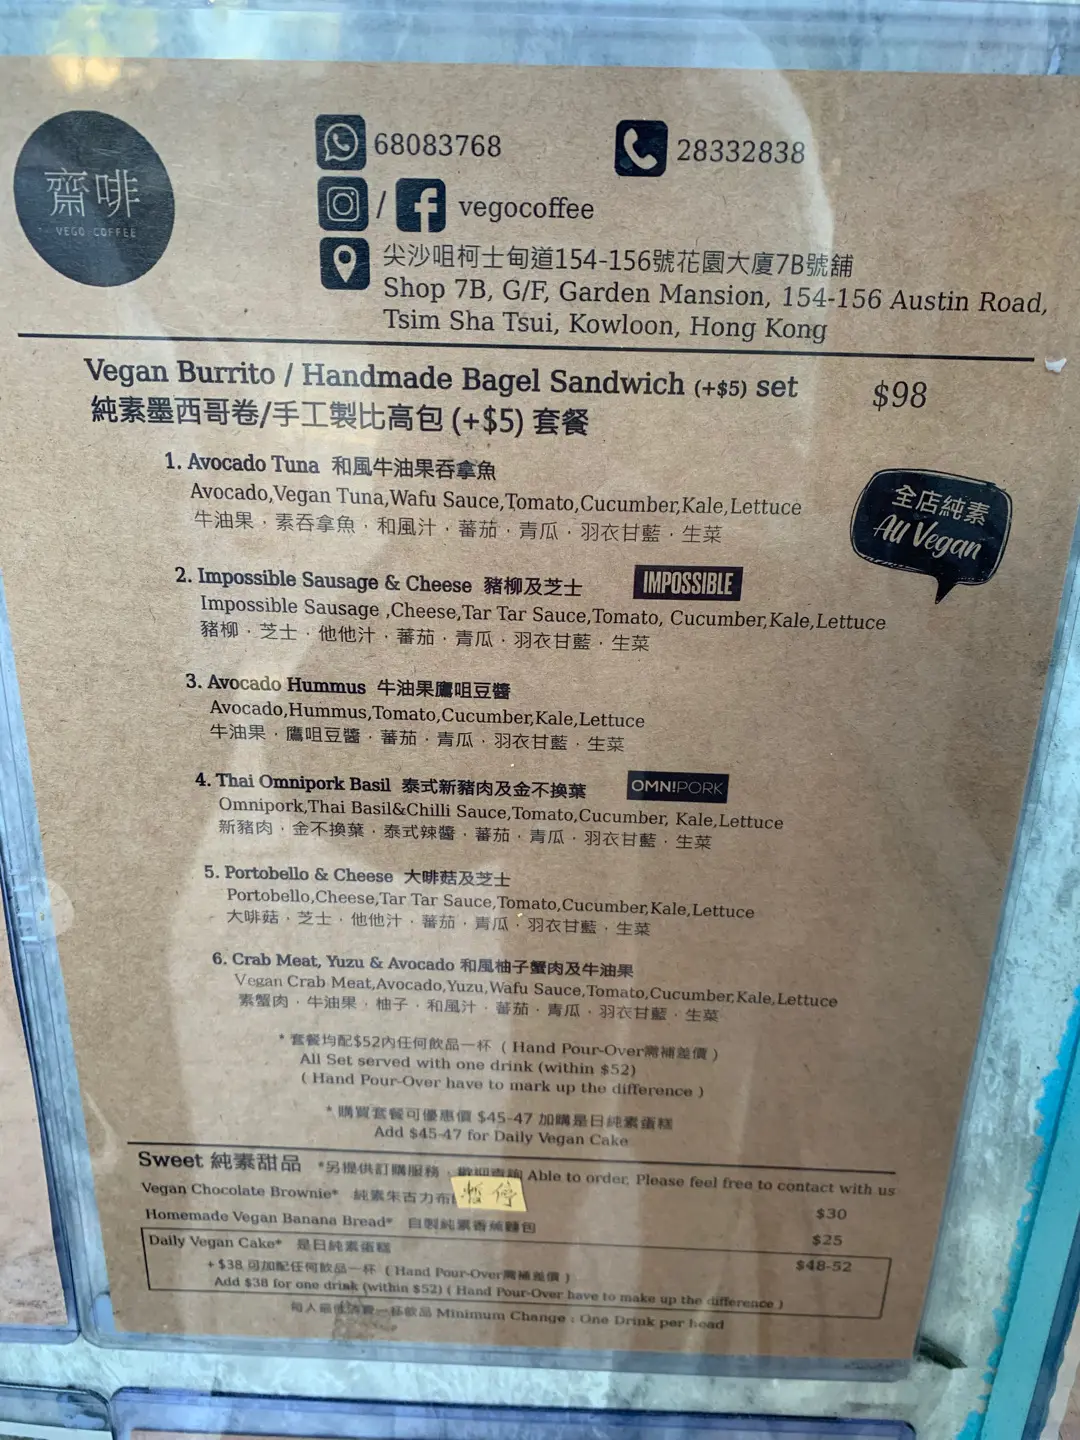 齋啡
VEGO COFFEE
68083768
28332838
/ vegocoffee
尖沙咀柯士甸道154-156號花園大廈7B號舖
Shop 7B, G/F, Garden Mansion, 154-156 Austin Road,
Tsim Sha Tsui, Kowloon, Hong Kong
Vegan Burrito / Handmade Bagel Sandwich (+$5) set $98
純素墨西哥卷/手工製比高包 (+$5) 套餐
1. Avocado Tuna 和風牛油果吞拿魚
Avocado,Vegan Tuna,Wafu Sauce,Tomato,Cucumber,Kale,Lettuce
牛油果．素吞拿魚．和風汁．蕃茄．青瓜．羽衣甘藍．生菜
全店純素
All Vegan
2. Impossible Sausage & Cheese 豬柳及芝士 IMPOSSIBLE
Impossible Sausage ,Cheese,Tar Tar Sauce,Tomato, Cucumber,Kale,Lettuce
豬柳．芝士．他他汁．蕃茄．青瓜．羽衣甘藍．生菜
3. Avocado Hummus 牛油果鷹咀豆醬
Avocado,Hummus,Tomato,Cucumber,Kale,Lettuce
牛油果．鷹咀豆醬．蕃茄．青瓜．羽衣甘藍．生菜
4. Thai Omnipork Basil 泰式新豬肉及金不換葉 OMN!PORK
Omnipork,Thai Basil&Chilli Sauce,Tomato,Cucumber, Kale,Lettuce
新豬肉．金不換葉．泰式辣醬．蕃茄．青瓜．羽衣甘藍．生菜
5. Portobello & Cheese 大啡菇及芝士
Portobello,Cheese,Tar Tar Sauce,Tomato,Cucumber,Kale,Lettuce
大啡菇．芝士．他他汁．蕃茄．青瓜．羽衣甘藍．生菜
6. Crab Meat, Yuzu & Avocado 和風柚子蟹肉及牛油果
Vegan Crab Meat,Avocado,Yuzu,Wafu Sauce,Tomato,Cucumber,Kale,Lettuce
素蟹肉．牛油果．柚子．和風汁．蕃茄．青瓜．羽衣甘藍．生菜
* 套餐均配$52內任何飲品一杯 ( Hand Pour-Over需補差價 )
All Set served with one drink (within $52)
( Hand Pour-Over have to mark up the difference )
* 購買套餐可優惠價 $45-47 加購是日純素蛋糕
Add $45-47 for Daily Vegan Cake
Sweet 純素甜品 *另提供訂購服務．歡迎查詢 Able to order, Please feel free to contact with us
Vegan Chocolate Brownie* 純素朱古力布 暫停 $30
Homemade Vegan Banana Bread* 自製純素香蕉麵包 $25
Daily Vegan Cake* 是日純素蛋糕 $48-52
+ $38 可加配任何飲品一杯 ( Hand Pour-Over需補差價 )
Add $38 for one drink (within $52) ( Hand Pour-Over have to make up the difference )
每人最低消費一杯飲品 Minimum Change : One Drink per head